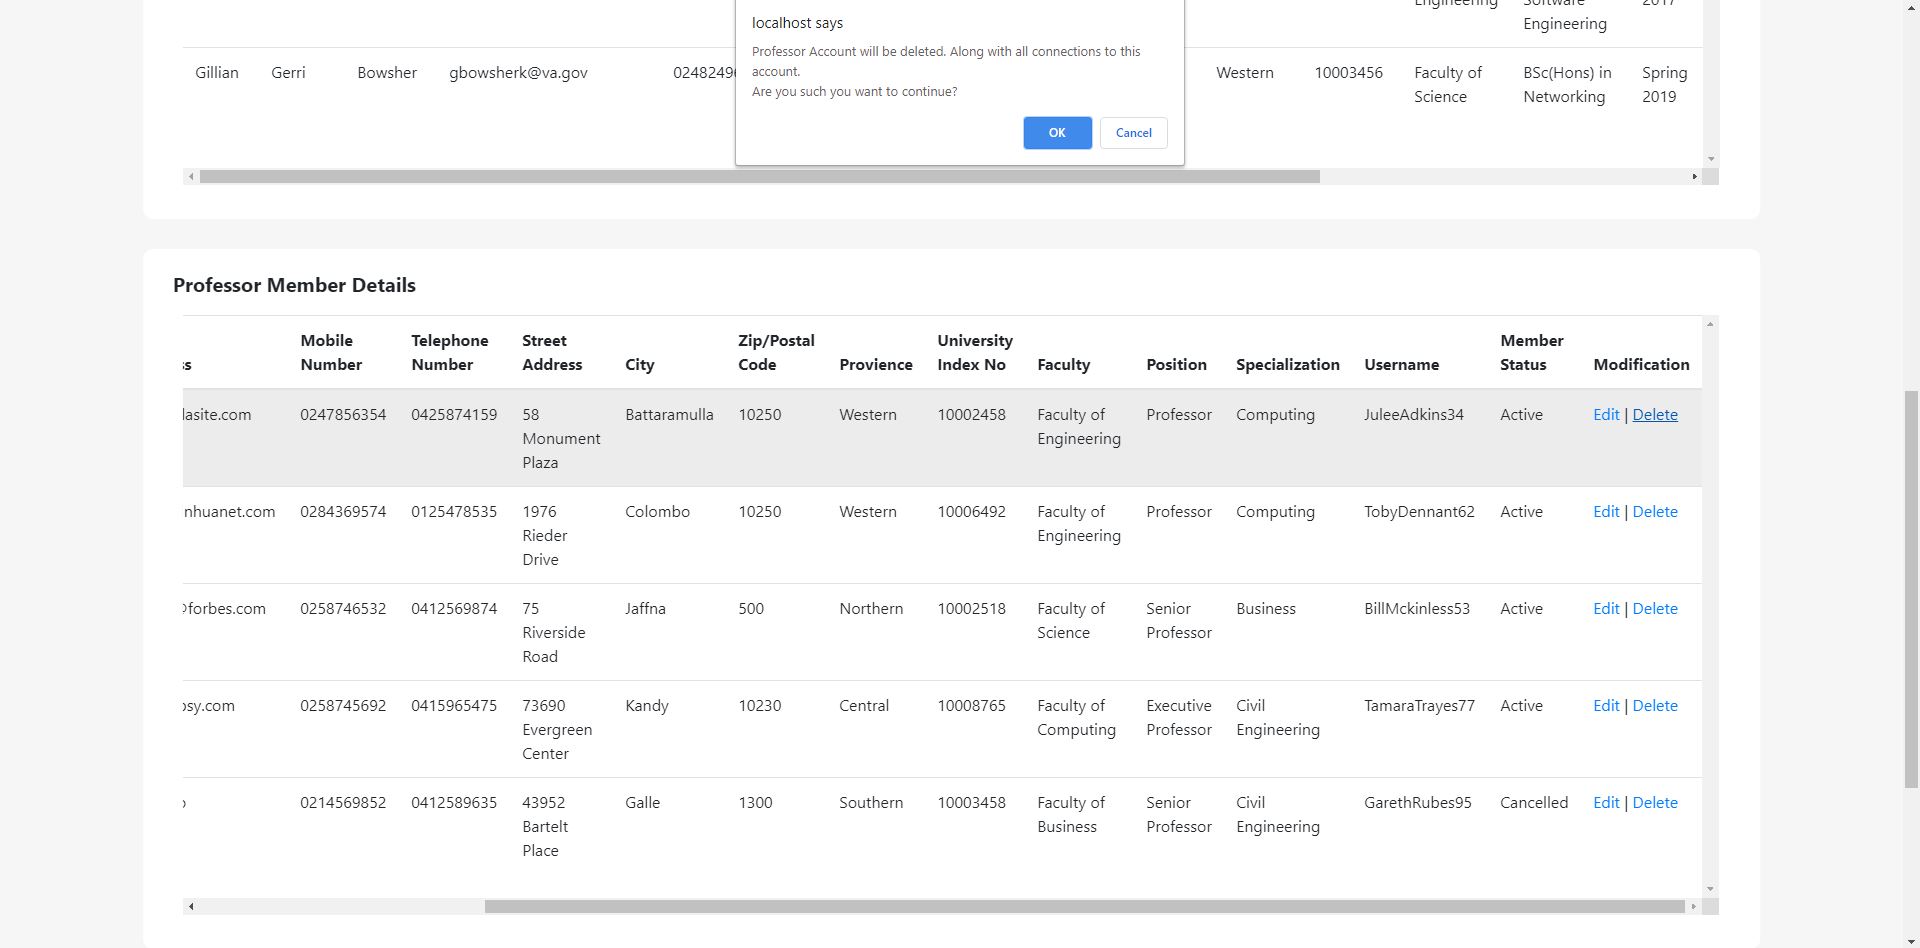 localhost says
Professor Account will be deleted. Along with all connections to this
account.
Are you such you want to continue?
OK Cancel
Engineering Software 2017
Engineering
Gillian Gerri Bowsher gbowsherk@va.gov Western 10003456 Faculty of BSc(Hons) in Spring
Science Networking 2019
Professor Member Details
Mobile Telephone Street Zip/Postal University Member
Number Number Address City Code Provience Index No Faculty Position Specialization Username Status Modification
lasite.com 0247856354 0425874159 58 Battaramulla 10250 Western 10002458 Faculty of Professor Computing JuleeAdkins34 Active Edit | Delete
Monument Engineering
Plaza
nhuanet.com 0284369574 0125478535 1976 Colombo 10250 Western 10006492 Faculty of Professor Computing TobyDennant62 Active Edit | Delete
Rieder Engineering
Drive
@forbes.com 0258746532 0412569874 75 Jaffna 500 Northern 10002518 Faculty of Senior Business BillMckinless53 Active Edit | Delete
Riverside Science Professor
Road
sy.com 0258745692 0415965475 73690 Kandy 10230 Central 10008765 Faculty of Executive Civil TamaraTrayes77 Active Edit | Delete
Evergreen Computing Professor Engineering
Center
0214569852 0412589635 43952 Galle 1300 Southern 10003458 Faculty of Senior Civil GarethRubes95 Cancelled Edit | Delete
Bartelt Business Professor Engineering
Place